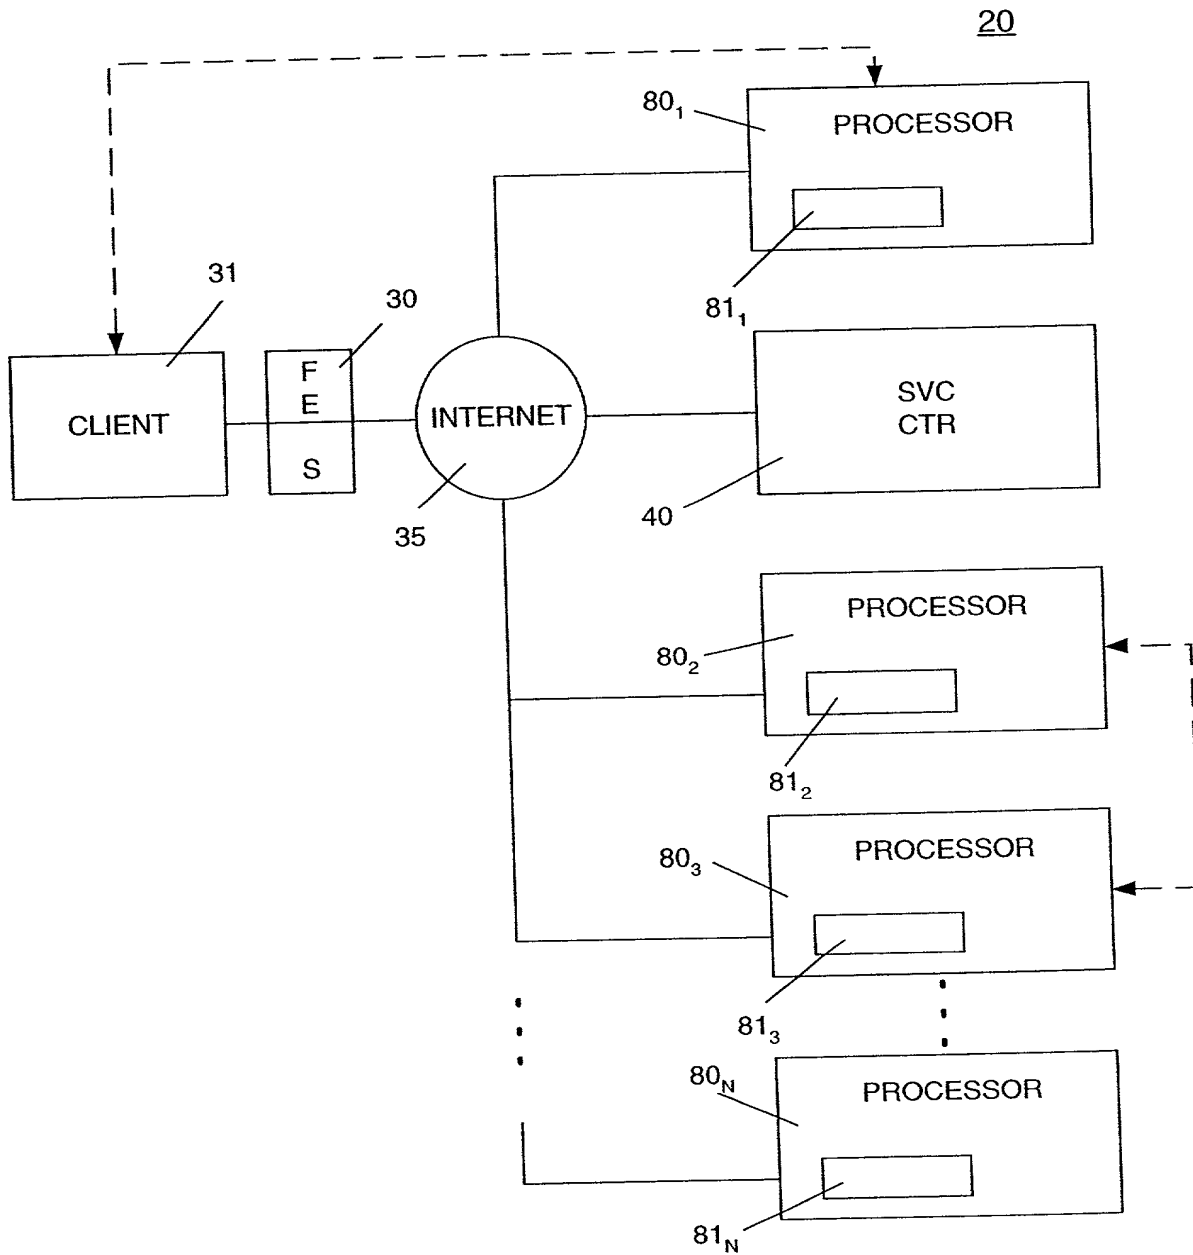 20
80₁
PROCESSOR
81₁
31
30
CLIENT
F
E
S
INTERNET
35
SVC
CTR
40
PROCESSOR
80₂
81₂
PROCESSOR
80₃
81₃
PROCESSOR
80N
81N